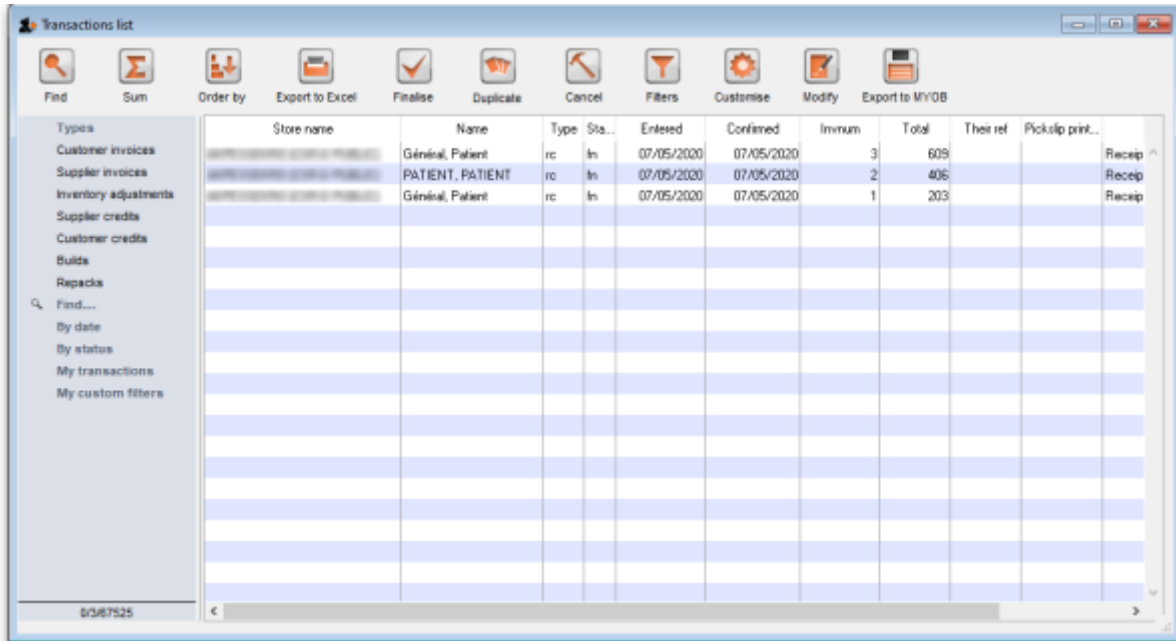 Transactions list
Find Sum Order by Export to Excel Finalise Duplicate Cancel Filters Customise Modify Export to MYOB
Types
Customer invoices
Supplier invoices
Inventory adjustments
Supplier credits
Customer credits
Builds
Repacks
Find....
By date
By status
My transactions
My custom filters
0/3/67525
Store name Name Type Sta... Entered Confirmed Invnum Total Their ref Pickslip print...
Général, Patient rc fn 07/05/2020 07/05/2020 3 609 Receip
PATIENT, PATIENT rc fn 07/05/2020 07/05/2020 2 406 Receip
Général, Patient rc fn 07/05/2020 07/05/2020 1 203 Receip